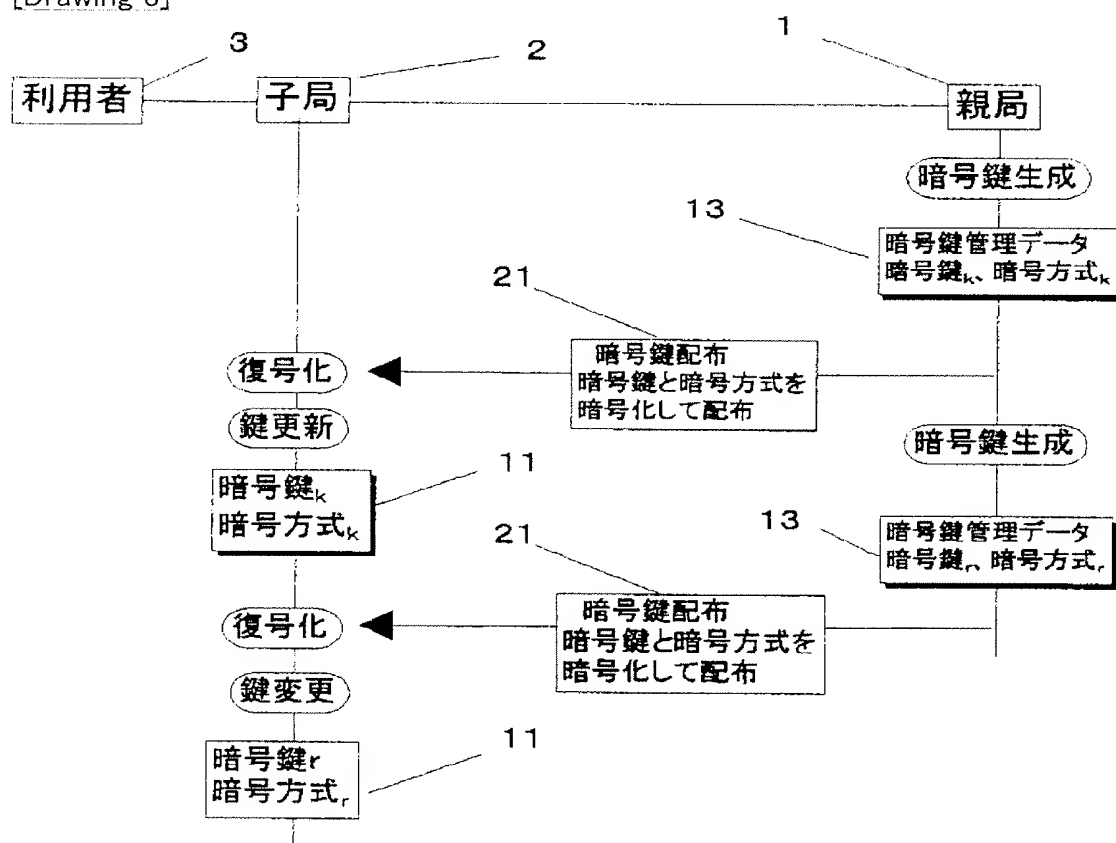 [Drawing 6]
3
2
1
利用者
子局
親局
暗号鍵生成
13
暗号鍵管理データ
暗号鍵k、暗号方式k
21
暗号鍵配布
暗号鍵と暗号方式を
暗号化して配布
復号化
鍵更新
暗号鍵生成
11
暗号鍵k
暗号方式k
13
暗号鍵管理データ
暗号鍵r、暗号方式r
21
暗号鍵配布
暗号鍵と暗号方式を
暗号化して配布
復号化
鍵変更
11
暗号鍵r
暗号方式r